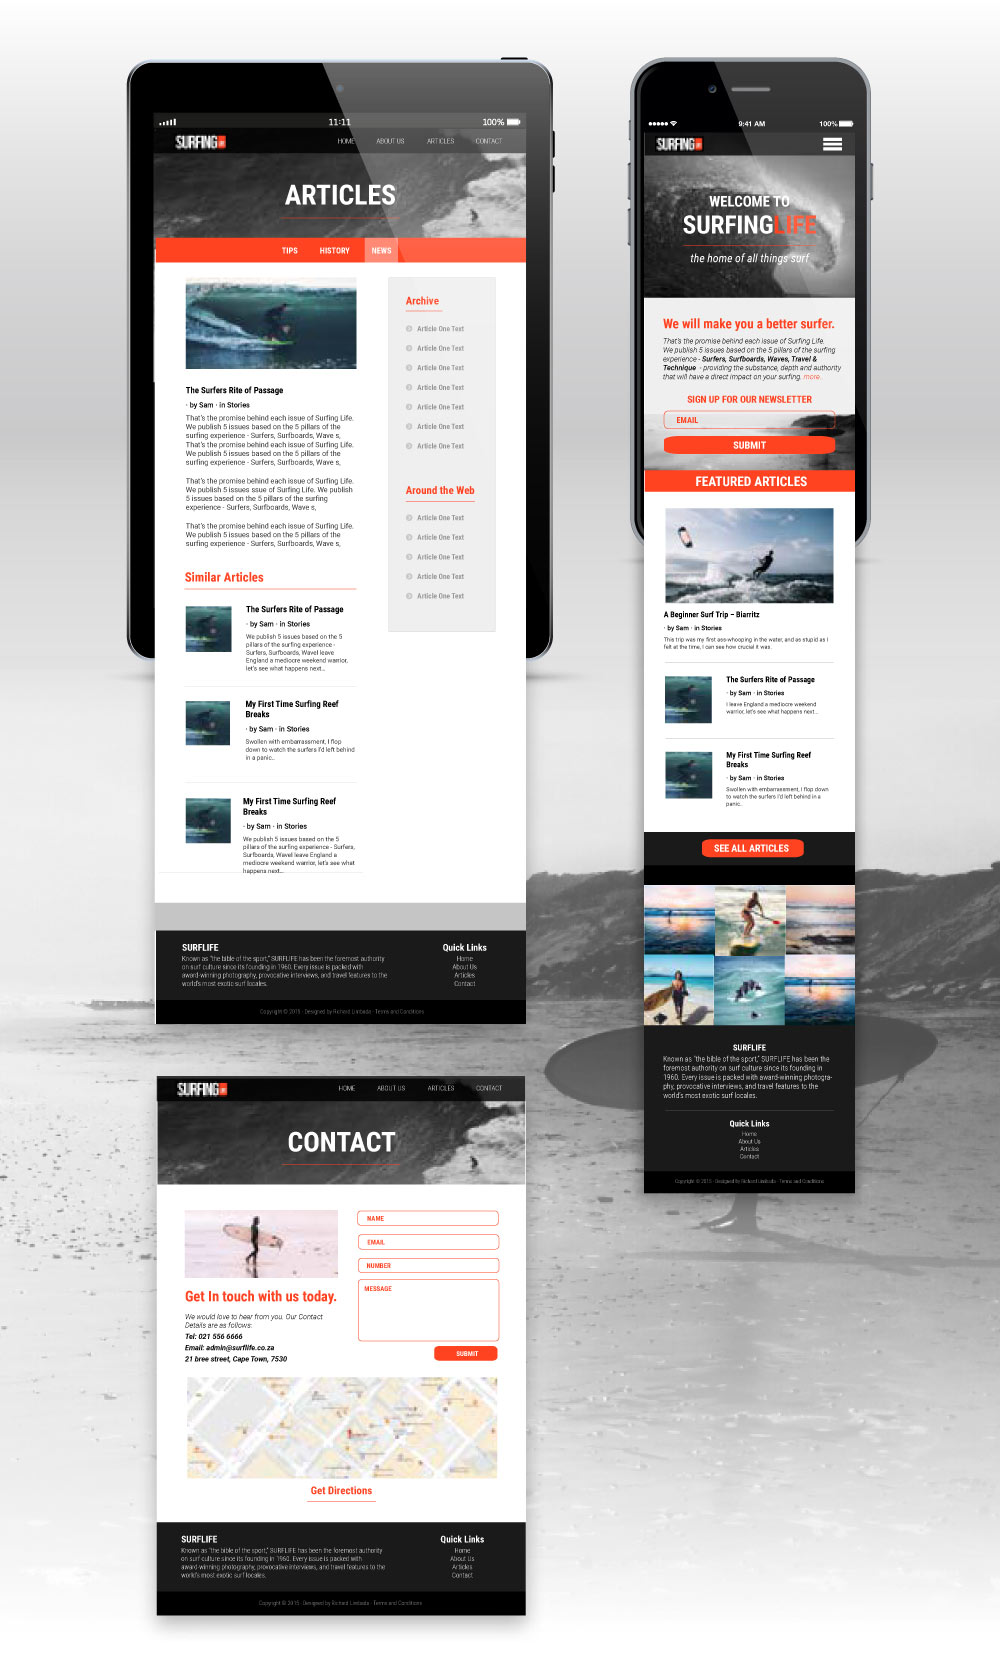 11:11
100%
SURFING
HOME ABOUT US ARTICLES CONTACT
ARTICLES
TIPS HISTORY NEWS
The Surfers Rite of Passage
· by Sam · in Stories
That's the promise behind each issue of Surfing Life.
We publish 5 issues based on the 5 pillars of the
surfing experience - Surfers, Surfboards, Wave s,
That's the promise behind each issue of Surfing Life.
We publish 5 issues based on the 5 pillars of the
surfing experience - Surfers, Surfboards, Wave s,
That's the promise behind each issue of Surfing Life.
We publish 5 issues ssue of Surfing Life. We publish
5 issues based on the 5 pillars of the surfing
experience - Surfers, Surfboards, Wave s,
That's the promise behind each issue of Surfing Life.
We publish 5 issues based on the 5 pillars of the
surfing experience - Surfers, Surfboards, Wave s,
Similar Articles
The Surfers Rite of Passage
· by Sam · in Stories
We publish 5 issues based on the 5
pillars of the surfing experience -
Surfers, Surfboards, Wavel leave
England a mediocre weekend warrior,
let's see what happens next...
My First Time Surfing Reef
Breaks
· by Sam · in Stories
Swollen with embarrassment, I flop
down to watch the surfers I'd left behind
in a panic..
My First Time Surfing Reef
Breaks
· by Sam · in Stories
We publish 5 issues based on the 5
pillars of the surfing experience - Surfers,
Surfboards, Wavel leave England a
mediocre weekend warrior, let's see what
happens next...
Archive
Article One Text
Article One Text
Article One Text
Article One Text
Article One Text
Article One Text
Article One Text
Around the Web
Article One Text
Article One Text
Article One Text
Article One Text
Article One Text
SURFLIFE
Known as "the bible of the sport," SURFLIFE has been the foremost authority
on surf culture since its founding in 1960. Every issue is packed with
award-winning photography, provocative interviews, and travel features to the
world's most exotic surf locales.
Quick Links
Home
About Us
Articles
Contact
Copyright © 2015 · Designed by Richard Limbada · Terms and Conditions
9:41 AM
100%
SURFING
WELCOME TO
SURFINGLIFE
the home of all things surf
We will make you a better surfer.
That's the promise behind each issue of Surfing Life.
We publish 5 issues based on the 5 pillars of the surfing
experience - Surfers, Surfboards, Waves, Travel &
Technique - providing the substance, depth and authority
that will have a direct impact on your surfing. more..
SIGN UP FOR OUR NEWSLETTER
EMAIL
SUBMIT
FEATURED ARTICLES
A Beginner Surf Trip – Biarritz
· by Sam · in Stories
This trip was my first ass-whooping in the water, and as stupid as I
felt at the time, I can see how crucial it was.
The Surfers Rite of Passage
· by Sam · in Stories
I leave England a mediocre weekend
warrior, let's see what happens next...
My First Time Surfing Reef
Breaks
· by Sam · in Stories
Swollen with embarrassment, I flop down
to watch the surfers I'd left behind in a
panic..
SEE ALL ARTICLES
SURFLIFE
Known as "the bible of the sport," SURFLIFE has been the
foremost authority on surf culture since its founding in
1960. Every issue is packed with award-winning photogra-
phy, provocative interviews, and travel features to the
world's most exotic surf locales.
Quick Links
Home
About Us
Articles
Contact
Copyright © 2015 · Designed by Richard Limbada · Terms and Conditions
SURFING
HOME ABOUT US ARTICLES CONTACT
CONTACT
Get In touch with us today.
We would love to hear from you. Our Contact
Details are as follows:
Tel: 021 556 6666
Email: admin@surflife.co.za
21 bree street, Cape Town, 7530
NAME
EMAIL
NUMBER
MESSAGE
SUBMIT
Get Directions
SURFLIFE
Known as "the bible of the sport," SURFLIFE has been the foremost authority
on surf culture since its founding in 1960. Every issue is packed with
award-winning photography, provocative interviews, and travel features to the
world's most exotic surf locales.
Quick Links
Home
About Us
Articles
Contact
Copyright © 2015 · Designed by Richard Limbada · Terms and Conditions